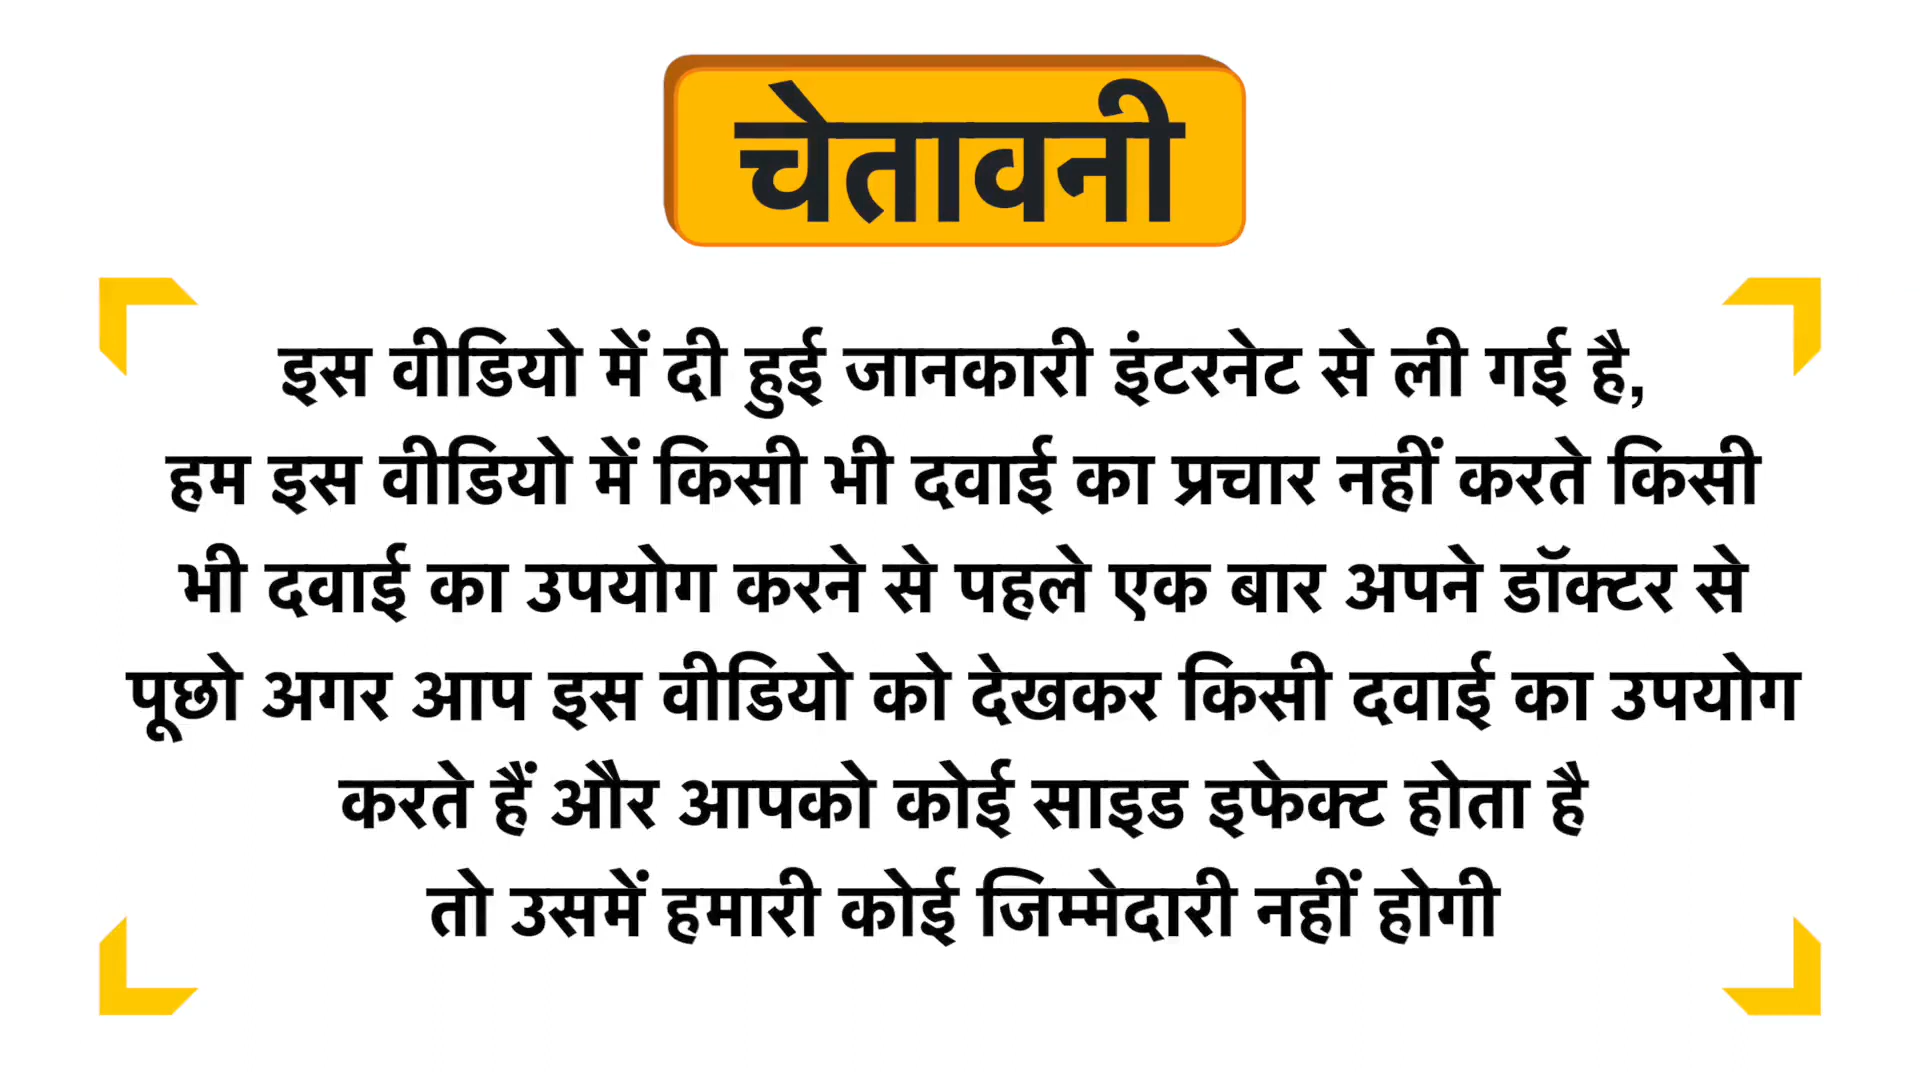 चेतावनी
इस वीडियो में दी हुई जानकारी इंटरनेट से ली गई है,
हम इस वीडियो में किसी भी दवाई का प्रचार नहीं करते किसी
भी दवाई का उपयोग करने से पहले एक बार अपने डॉक्टर से
पूछो अगर आप इस वीडियो को देखकर किसी दवाई का उपयोग
करते हैं और आपको कोई साइड इफेक्ट होता है
तो उसमें हमारी कोई जिम्मेदारी नहीं होगी